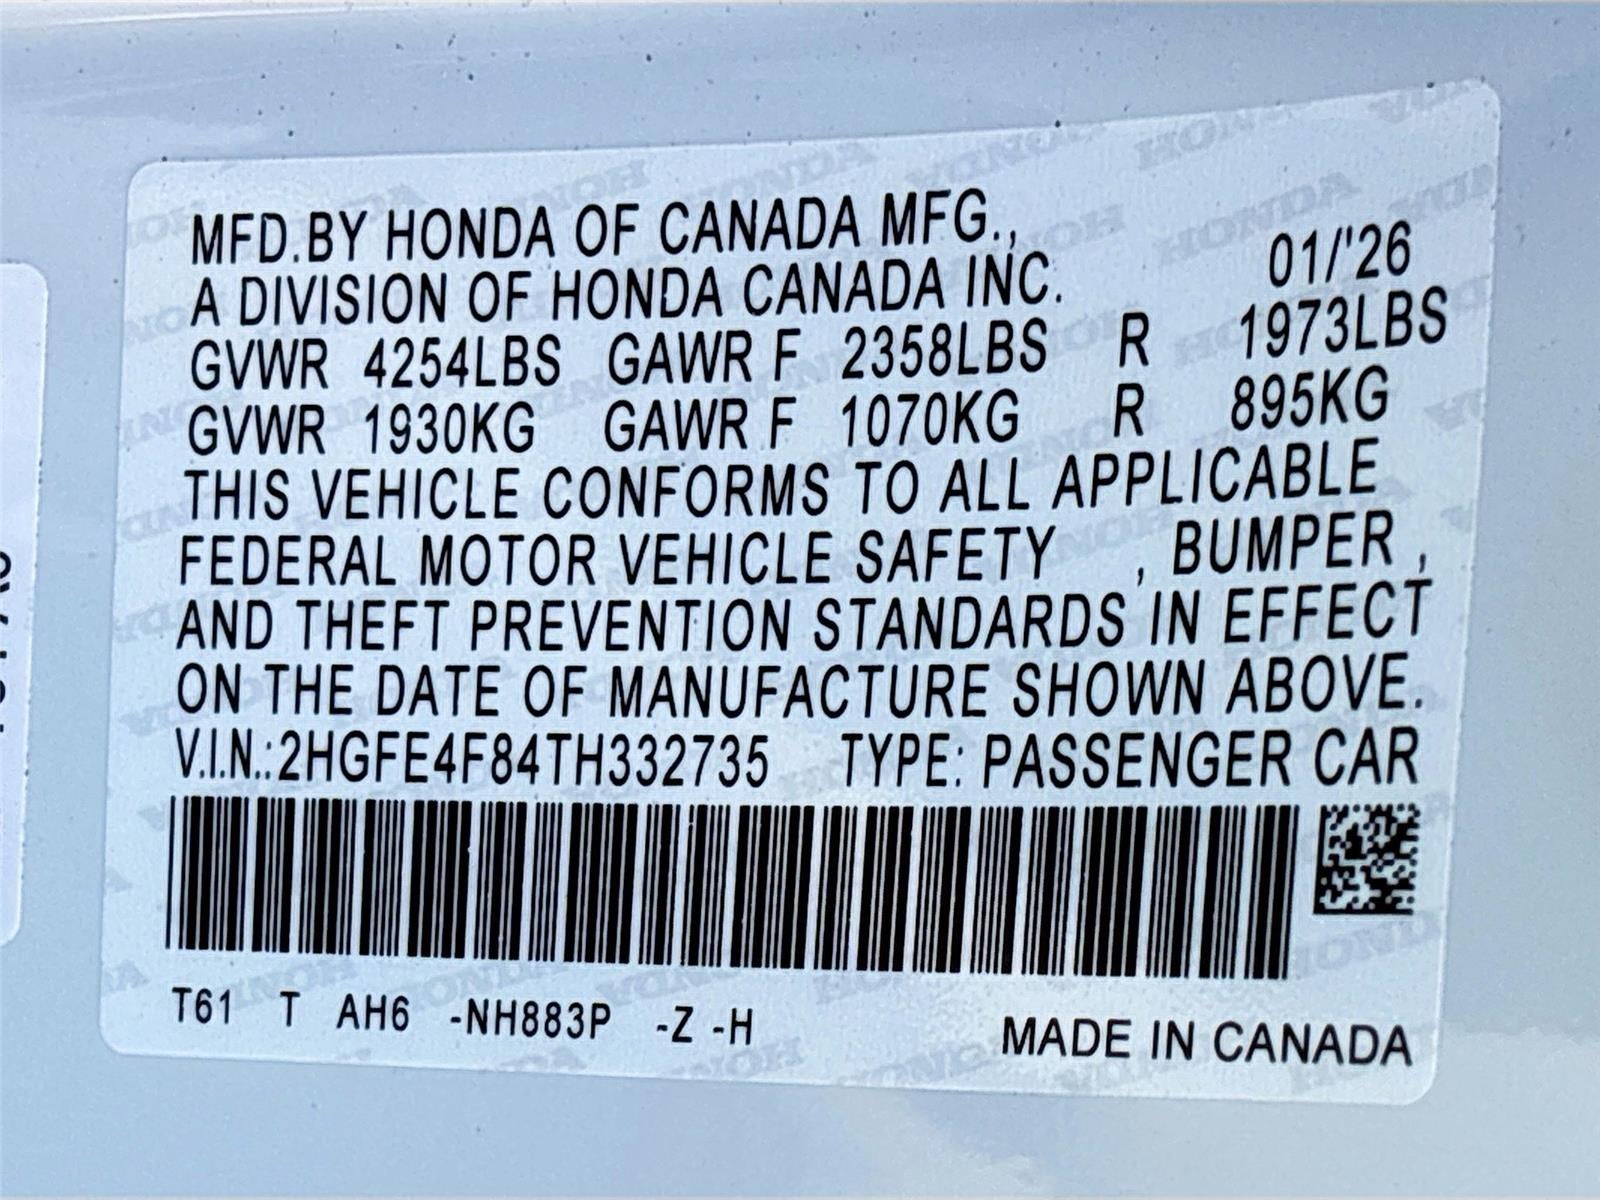 MFD.BY HONDA OF CANADA MFG.,
A DIVISION OF HONDA CANADA INC. 01/'26
GVWR 4254LBS GAWR F 2358LBS R 1973LBS
GVWR 1930KG GAWR F 1070KG R 895KG
THIS VEHICLE CONFORMS TO ALL APPLICABLE
FEDERAL MOTOR VEHICLE SAFETY , BUMPER ,
AND THEFT PREVENTION STANDARDS IN EFFECT
ON THE DATE OF MANUFACTURE SHOWN ABOVE.
V.I.N.:2HGFE4F84TH332735 TYPE: PASSENGER CAR
T61 T AH6 -NH883P -Z -H
MADE IN CANADA